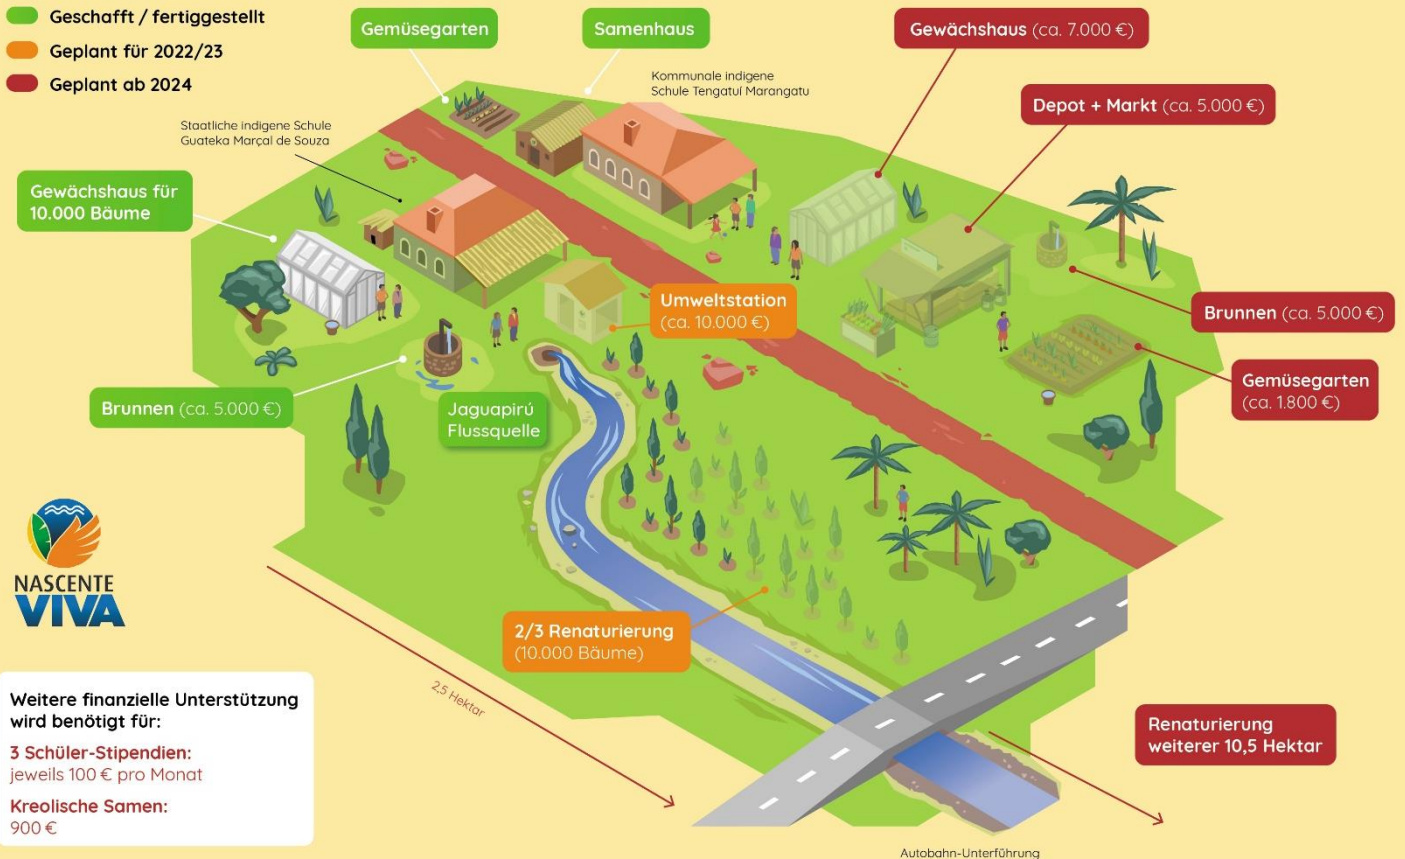 Geschafft / fertiggestellt
Geplant für 2022/23
Geplant ab 2024
Gemüsegarten
Samenhaus
Gewächshaus (ca. 7.000 €)
Kommunale indigene
Schule Tengatuí Marangatu
Depot + Markt (ca. 5.000 €)
Staatliche indigene Schule
Guateka Marçal de Souza
Gewächshaus für
10.000 Bäume
Umweltstation
(ca. 10.000 €)
Brunnen (ca. 5.000 €)
Gemüsegarten
(ca. 1.800 €)
Brunnen (ca. 5.000 €)
Jaguapirú
Flussquelle
NASCENTE
VIVA
2/3 Renaturierung
(10.000 Bäume)
2,5 Hektar
Weitere finanzielle Unterstützung
wird benötigt für:
3 Schüler-Stipendien:
jeweils 100 € pro Monat
Kreolische Samen:
900 €
Renaturierung
weiterer 10,5 Hektar
Autobahn-Unterführung